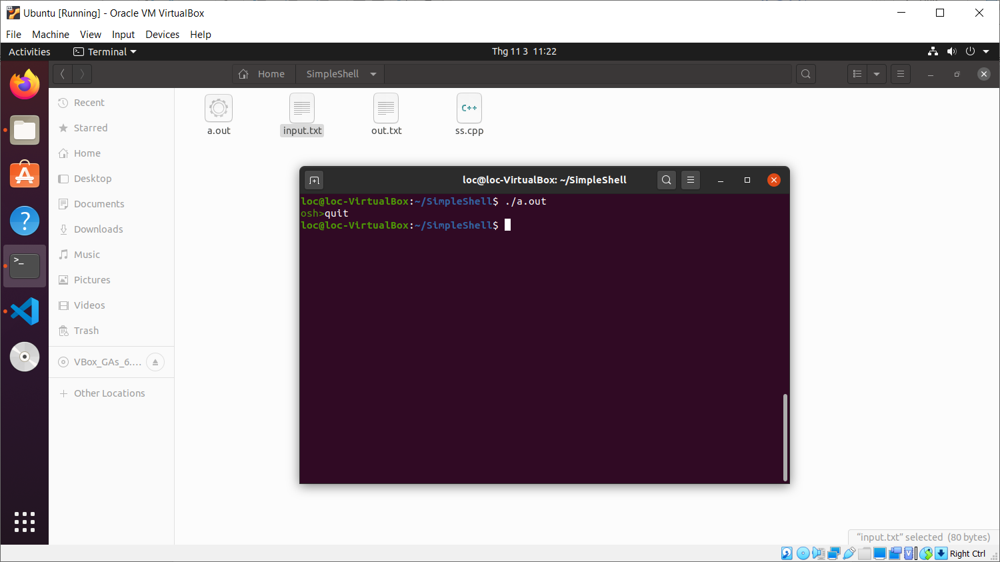 Ubuntu [Running] - Oracle VM VirtualBox
File Machine View Input Devices Help
Activities Terminal Thg 11 3 11:22
Home SimpleShell
Recent
Starred
Home
Desktop
Documents
Downloads
Music
Pictures
Videos
Trash
VBox_GAs_6.…
Other Locations
a.out input.txt out.txt ss.cpp
C++
loc@loc-VirtualBox: ~/SimpleShell
loc@loc-VirtualBox:~/SimpleShell$ ./a.out
osh>quit
loc@loc-VirtualBox:~/SimpleShell$
"input.txt" selected (80 bytes)
Right Ctrl